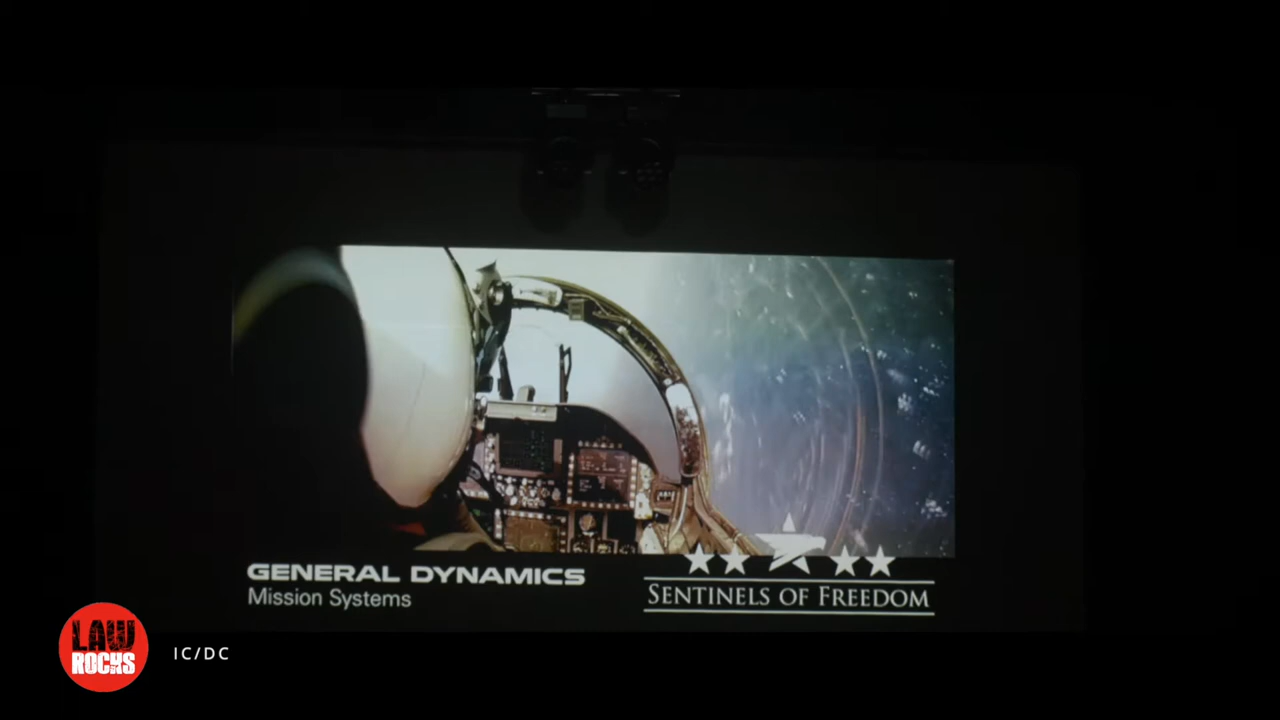 GENERAL DYNAMICS
Mission Systems
SENTINELS OF FREEDOM
LAW
ROCKS
IC/DC